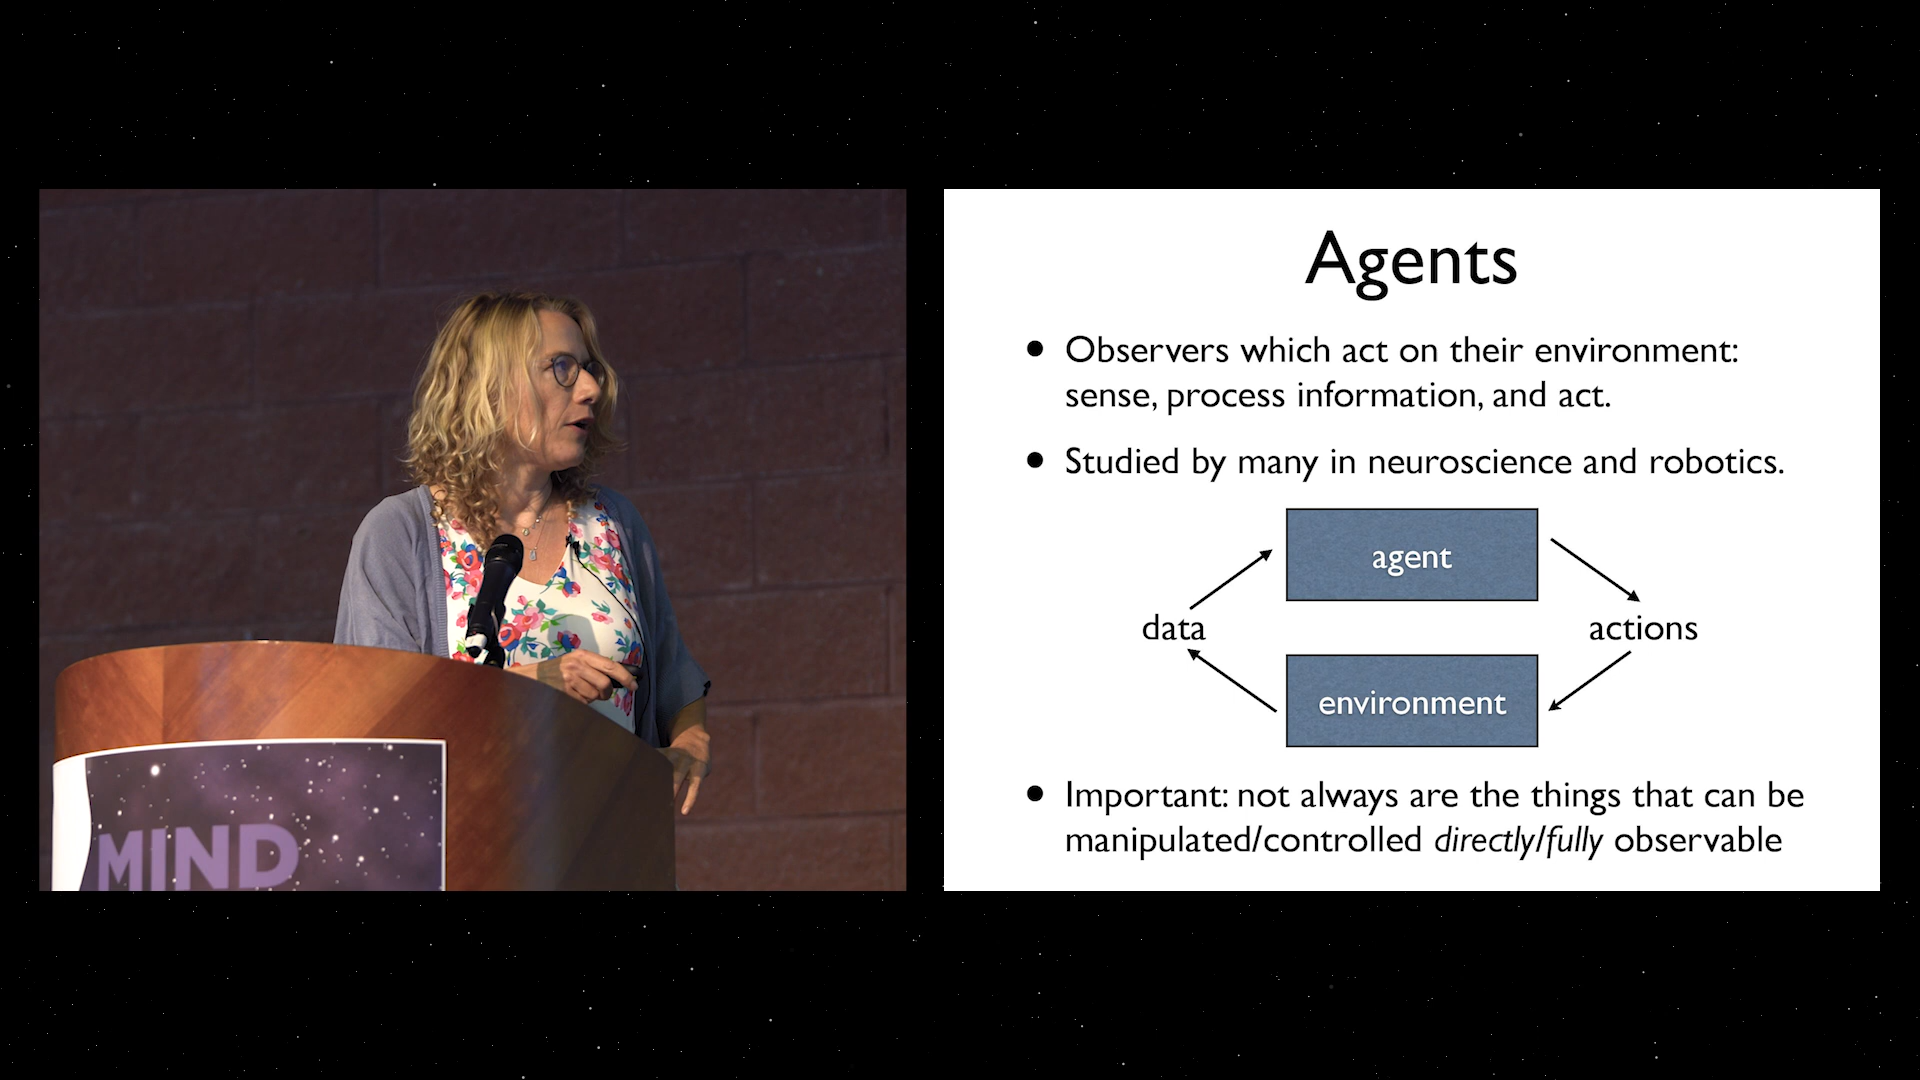 MIND
Agents
• Observers which act on their environment:
sense, process information, and act.
• Studied by many in neuroscience and robotics.
agent
data
actions
environment
• Important: not always are the things that can be
manipulated/controlled directly/fully observable